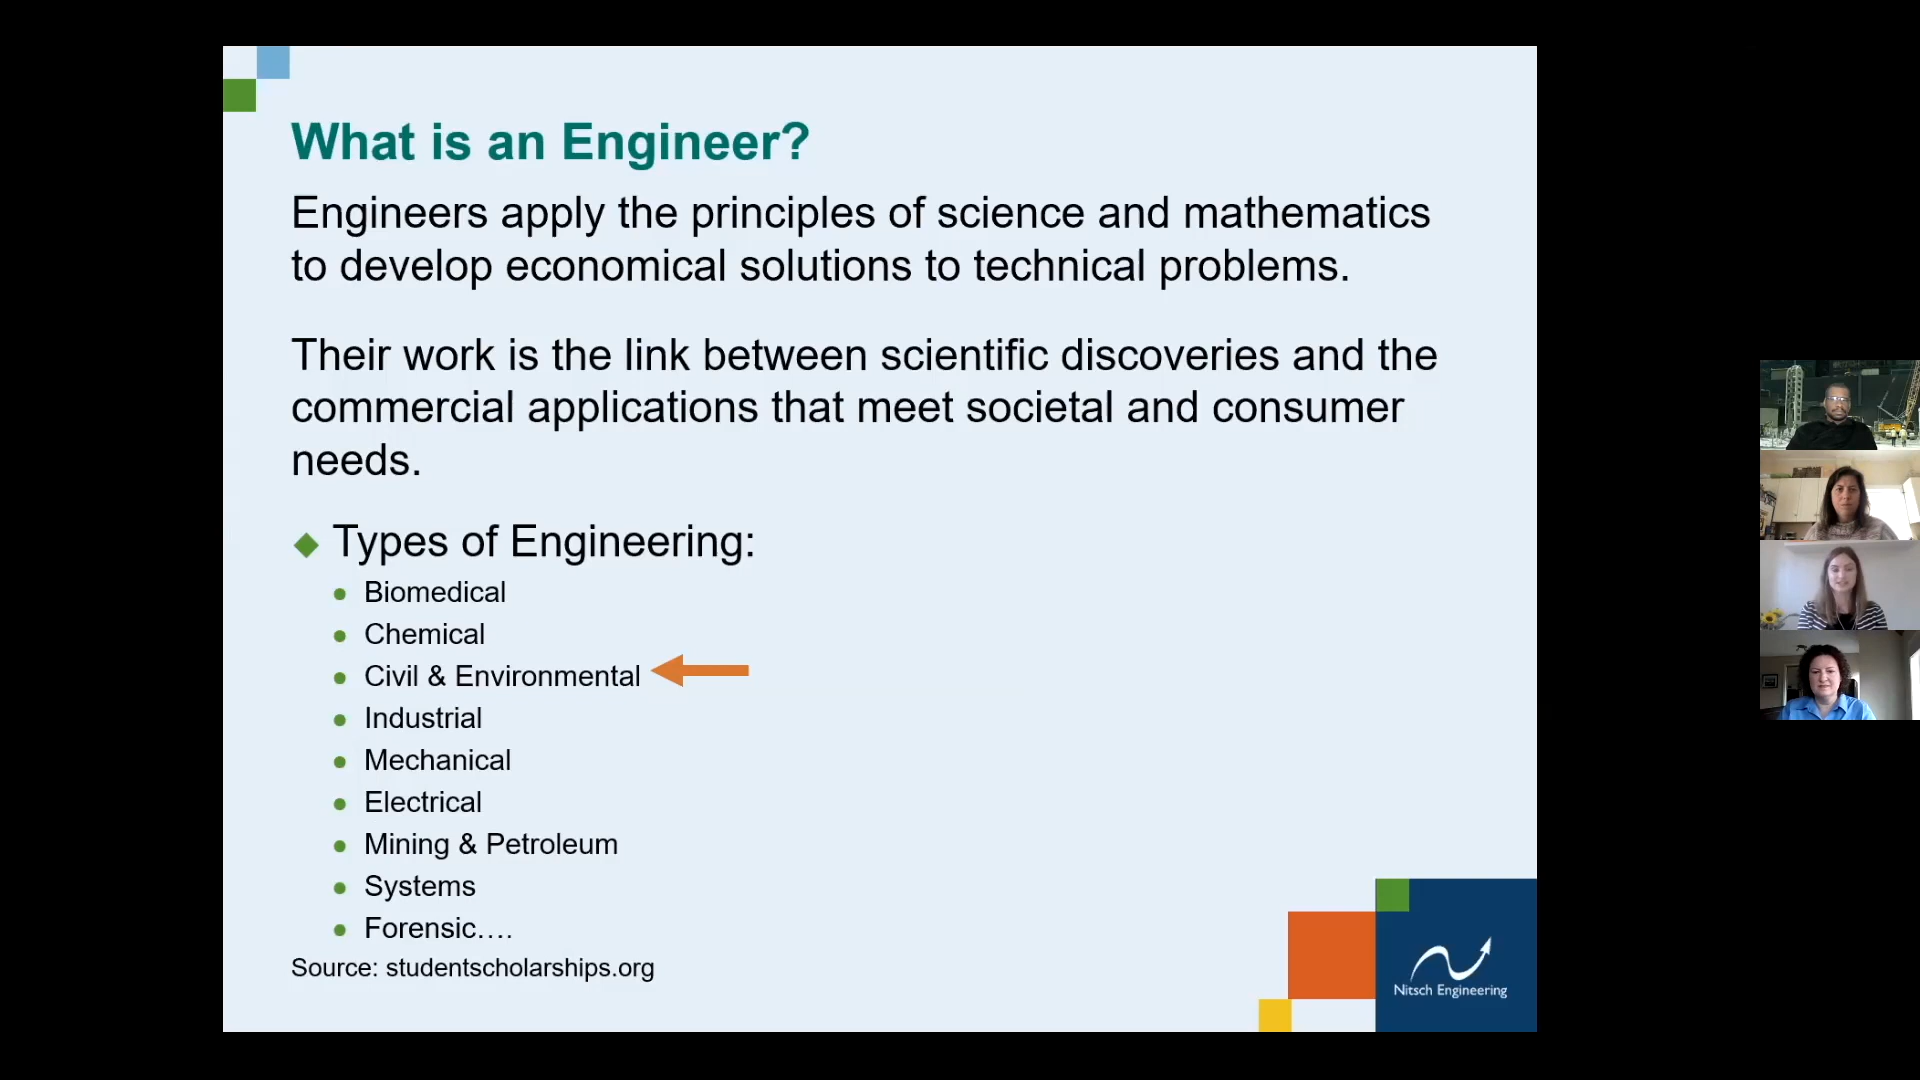 What is an Engineer?
Engineers apply the principles of science and mathematics
to develop economical solutions to technical problems.
Their work is the link between scientific discoveries and the
commercial applications that meet societal and consumer
needs.
Types of Engineering:
Biomedical
Chemical
Civil & Environmental
Industrial
Mechanical
Electrical
Mining & Petroleum
Systems
Forensic….
Source: studentscholarships.org
Nitsch Engineering